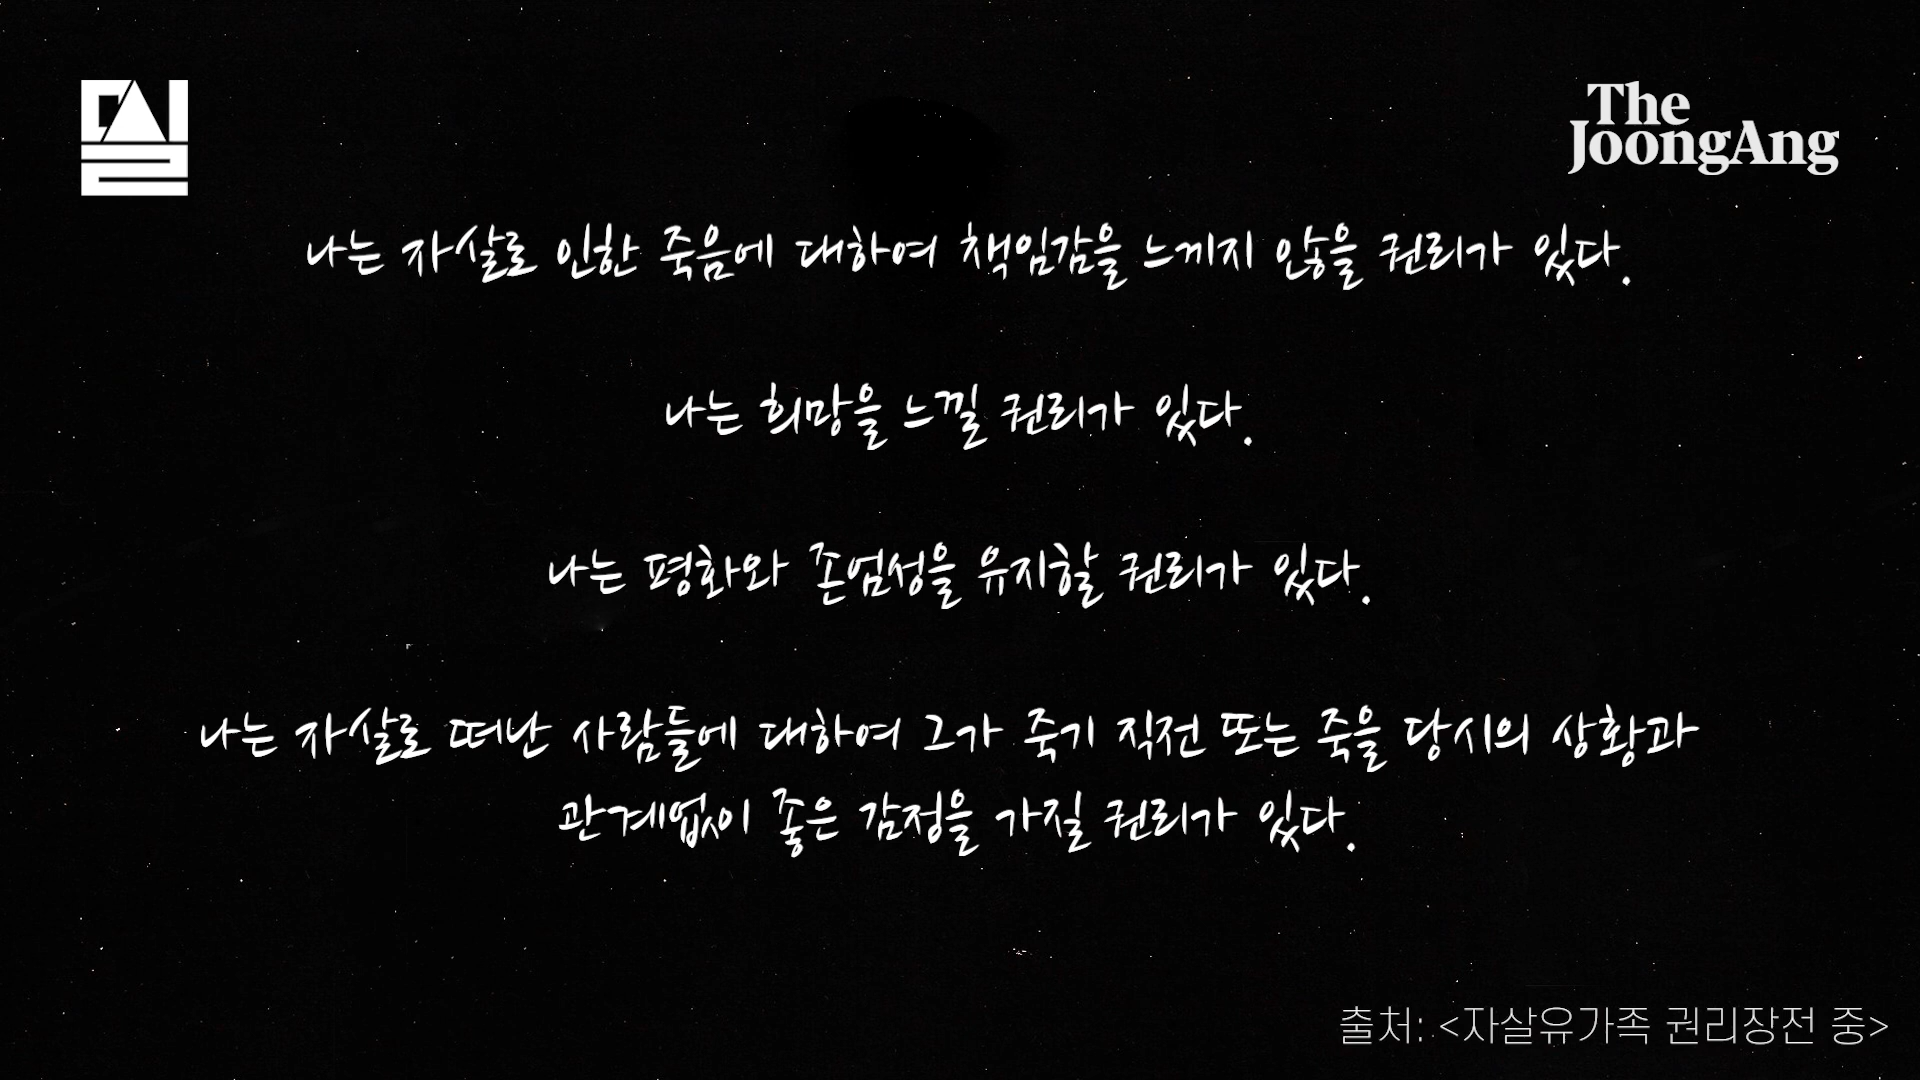 밀실
The
JoongAng
나는 자살로 인한 죽음에 대하여 책임감을 느끼지 않을 권리가 있다.
나는 희망을 느낄 권리가 있다.
나는 평화와 존엄성을 유지할 권리가 있다.
나는 자살로 떠난 사람들에 대하여 그가 죽기 직전 또는 죽을 당시의 상황과
관계없이 좋은 감정을 가질 권리가 있다.
출처: <자살유가족 권리장전 중>